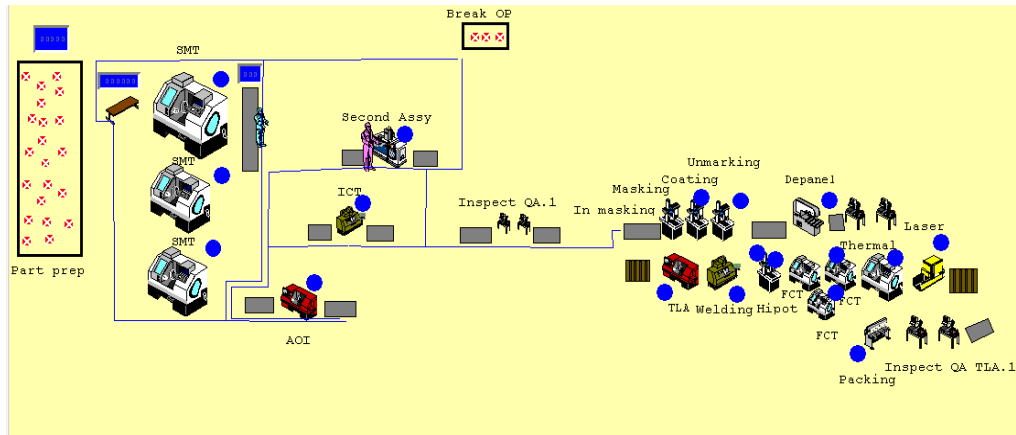 Break OP
SMT
Second Assy
SMT
Unmarking
Coating
Depanel
Masking
ICT
Inspect QA.1
In masking
Laser
SMT
Thermal
Part prep
TLA
Welding
Hipot
FCT
FCT
FCT
AOI
Inspect QA TLA.1
Packing